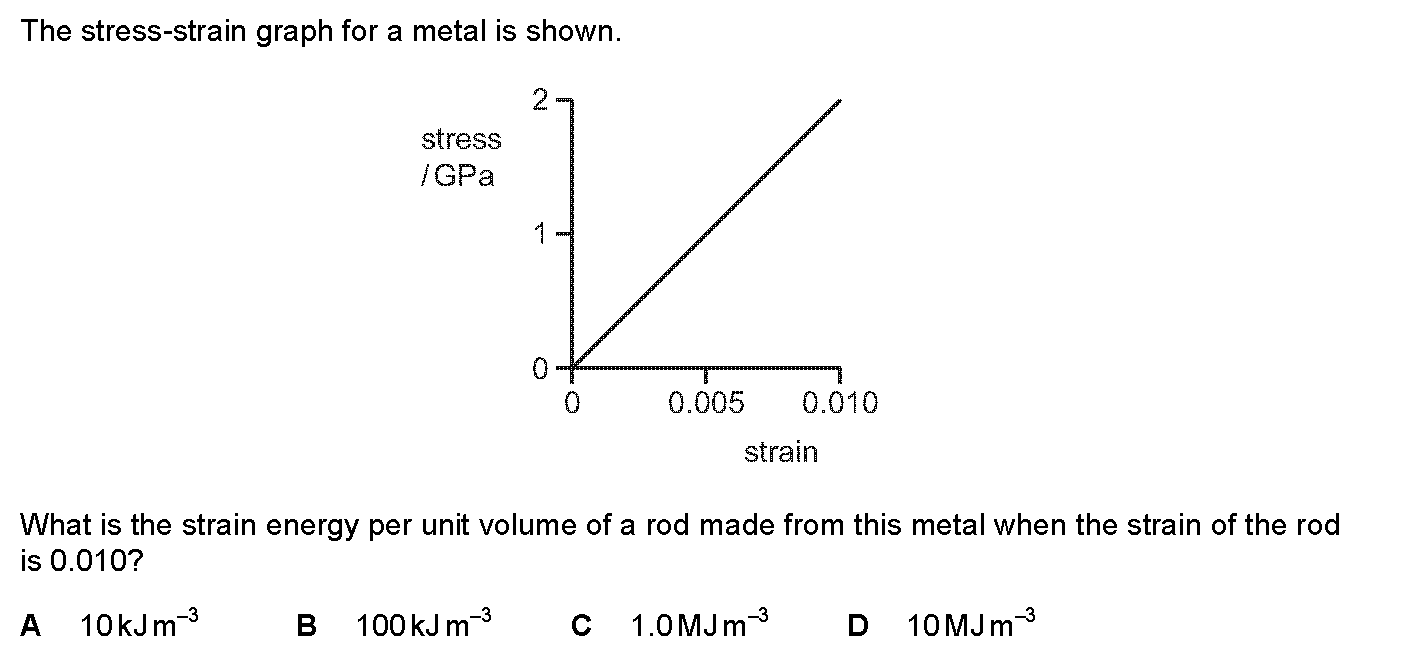 The stress-strain graph for a metal is shown.
2
stress
/ GPa
1
0
0 0.005 0.010
strain
What is the strain energy per unit volume of a rod made from this metal when the strain of the rod
is 0.010?
A 10 kJ m⁻³ B 100 kJ m⁻³ C 1.0 MJ m⁻³ D 10 MJ m⁻³